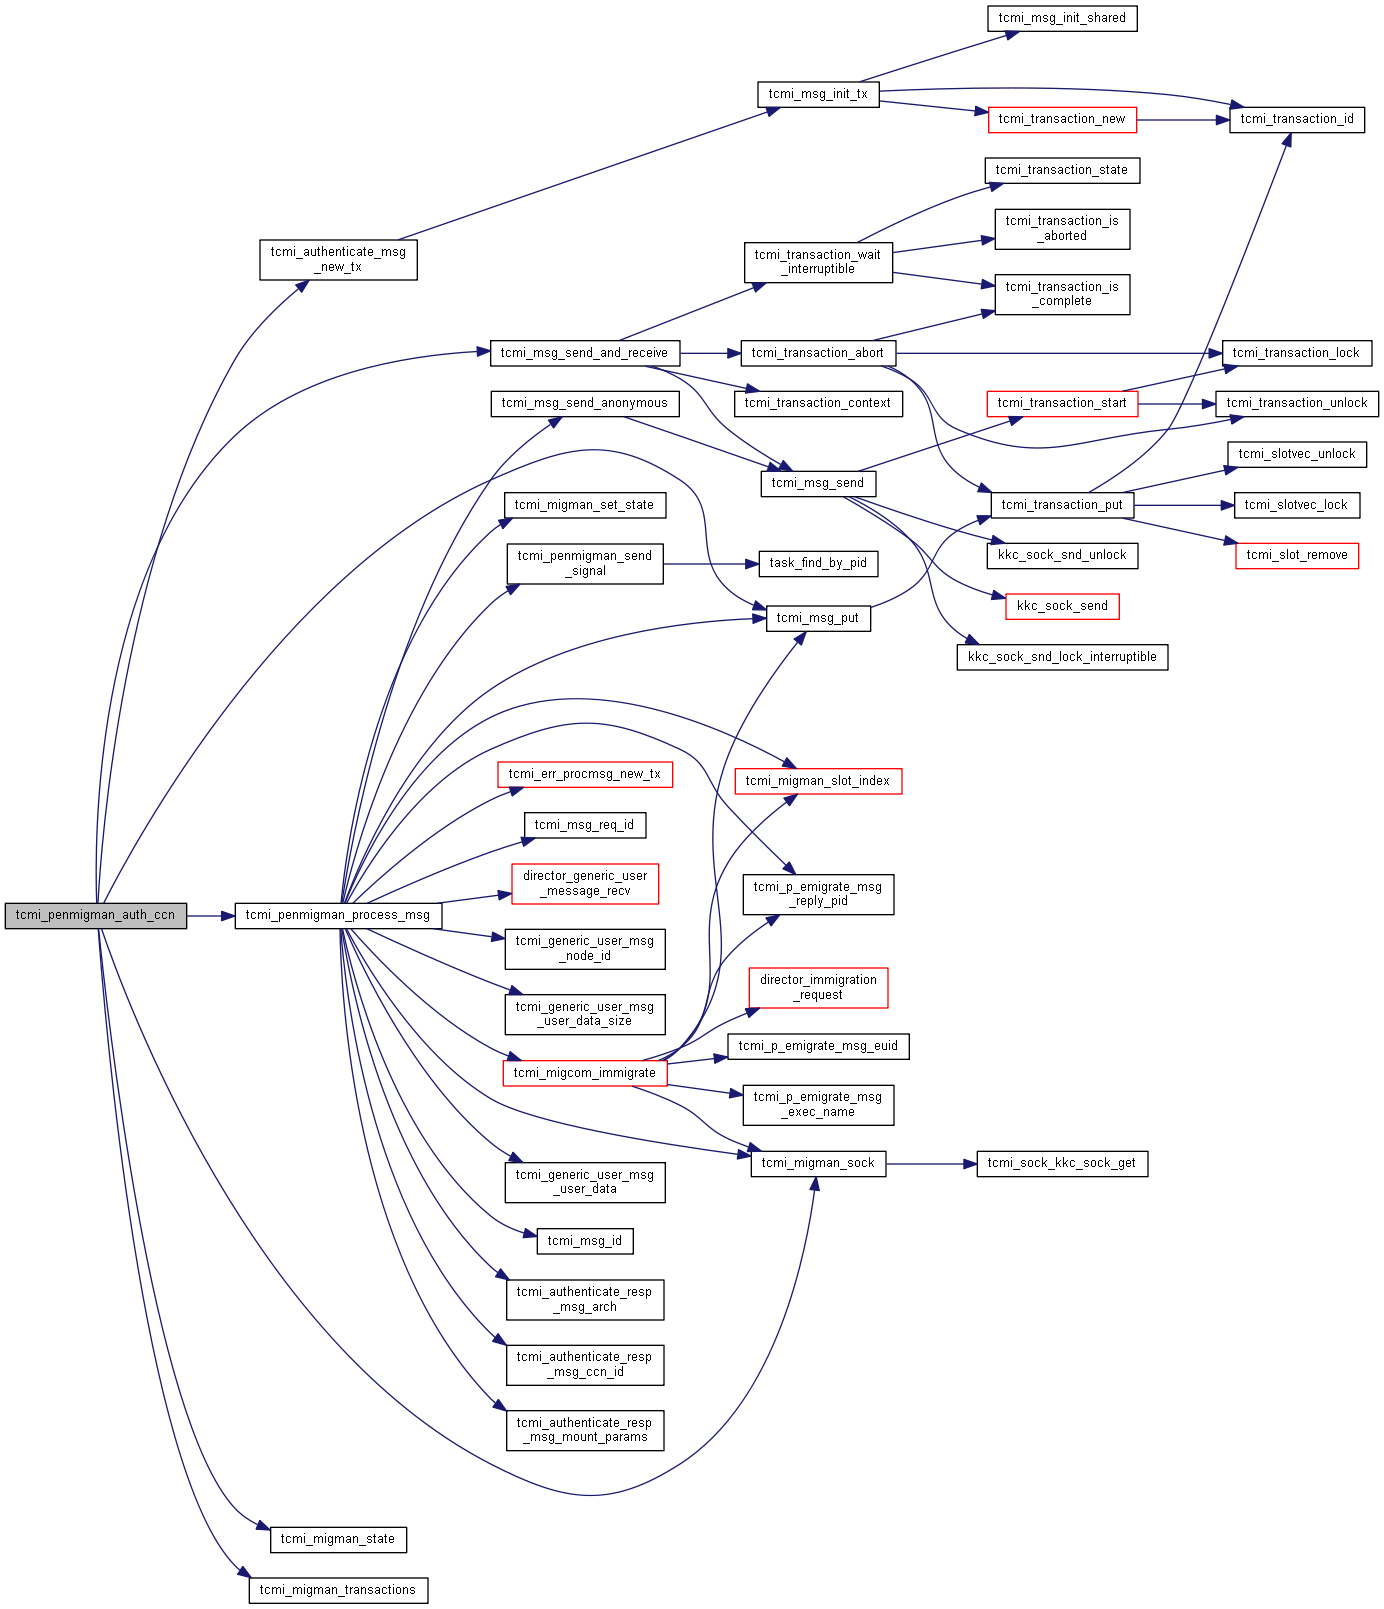 tcmi_msg_init_shared
tcmi_msg_init_tx
tcmi_transaction_new
tcmi_transaction_id
tcmi_transaction_state
tcmi_transaction_is
_aborted
tcmi_authenticate_msg
_new_tx
tcmi_transaction_wait
_interruptible
tcmi_transaction_is
_complete
tcmi_msg_send_and_receive
tcmi_transaction_abort
tcmi_transaction_lock
tcmi_msg_send_anonymous
tcmi_transaction_context
tcmi_transaction_start
tcmi_transaction_unlock
tcmi_slotvec_unlock
tcmi_msg_send
tcmi_migman_set_state
tcmi_transaction_put
tcmi_slotvec_lock
tcmi_penmigman_send
_signal
task_find_by_pid
kkc_sock_snd_unlock
tcmi_slot_remove
tcmi_msg_put
kkc_sock_send
kkc_sock_snd_lock_interruptible
tcmi_err_procmsg_new_tx
tcmi_migman_slot_index
tcmi_msg_req_id
director_generic_user
_message_recv
tcmi_p_emigrate_msg
_reply_pid
tcmi_penmigman_auth_ccn
tcmi_penmigman_process_msg
tcmi_generic_user_msg
_node_id
director_immigration
_request
tcmi_generic_user_msg
_user_data_size
tcmi_p_emigrate_msg_euid
tcmi_migcom_immigrate
tcmi_p_emigrate_msg
_exec_name
tcmi_migman_sock
tcmi_sock_kkc_sock_get
tcmi_generic_user_msg
_user_data
tcmi_msg_id
tcmi_authenticate_resp
_msg_arch
tcmi_authenticate_resp
_msg_ccn_id
tcmi_authenticate_resp
_msg_mount_params
tcmi_migman_state
tcmi_migman_transactions